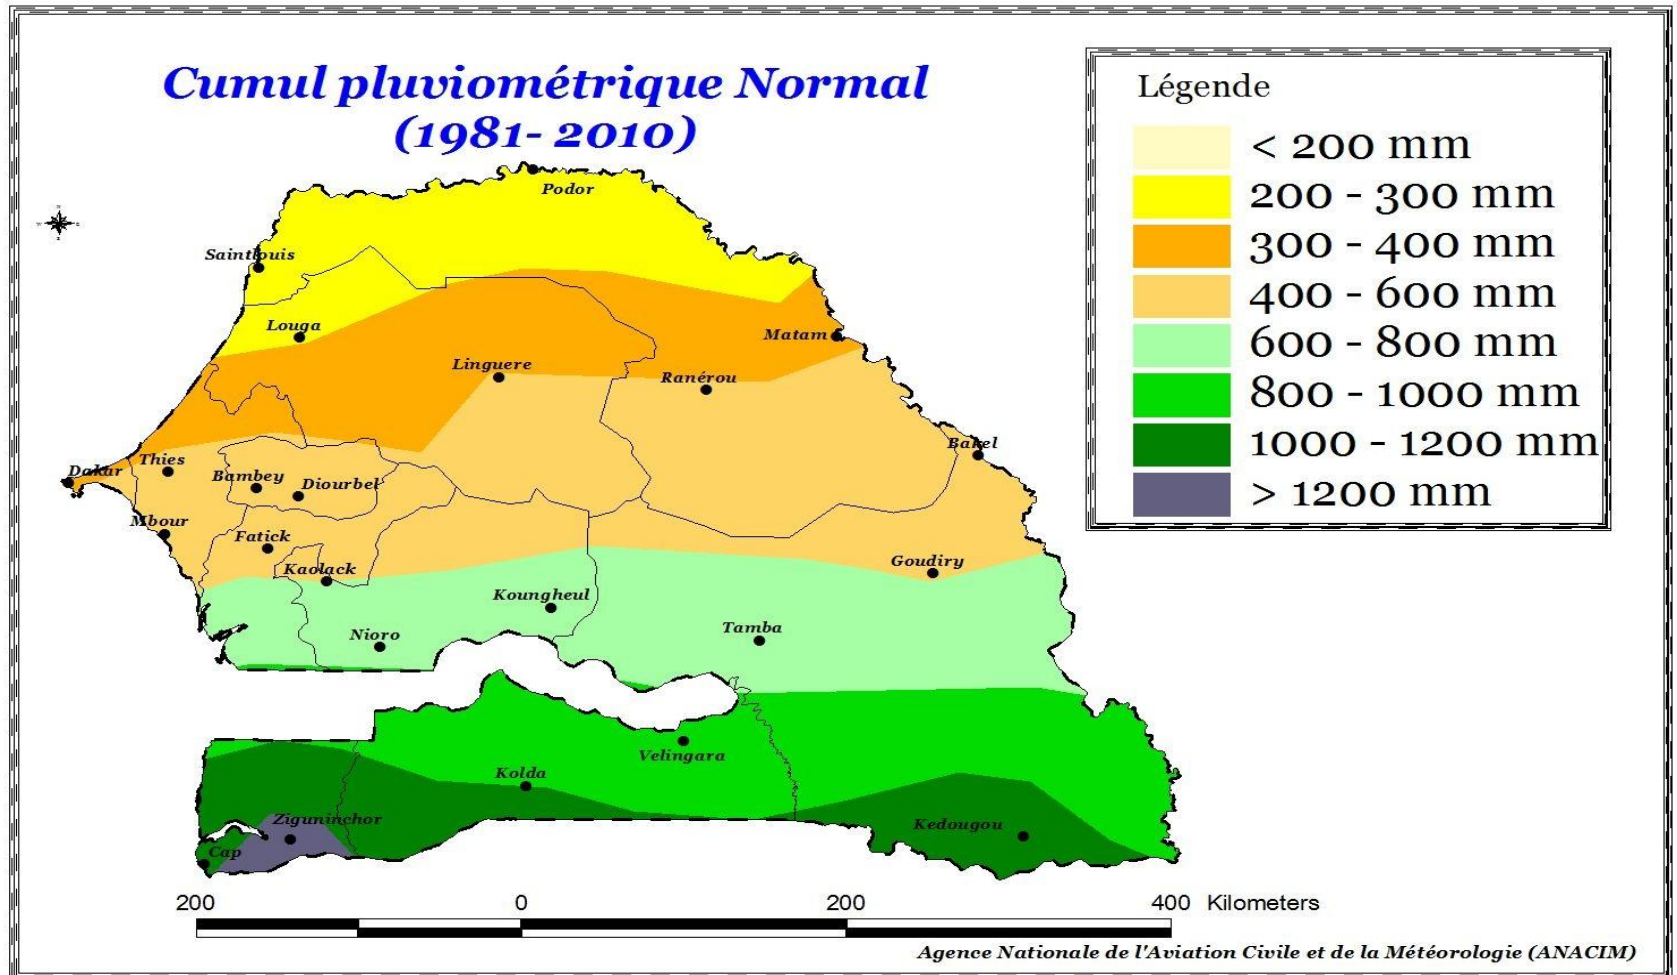 Cumul pluviométrique Normal
(1981- 2010)
Légende
< 200 mm
200 - 300 mm
300 - 400 mm
400 - 600 mm
600 - 800 mm
800 - 1000 mm
1000 - 1200 mm
> 1200 mm
Podor
Saintlouis
Louga
Matam
Linguere
Ranérou
Bakel
Dakar
Thies
Bambey
Diourbel
Mbour
Fatick
Kaolack
Goudiry
Koungheul
Nioro
Tamba
Velingara
Kolda
Ziguninchor
Kedougou
Cap
200 0 200 400 Kilometers
Agence Nationale de l'Aviation Civile et de la Météorologie (ANACIM)